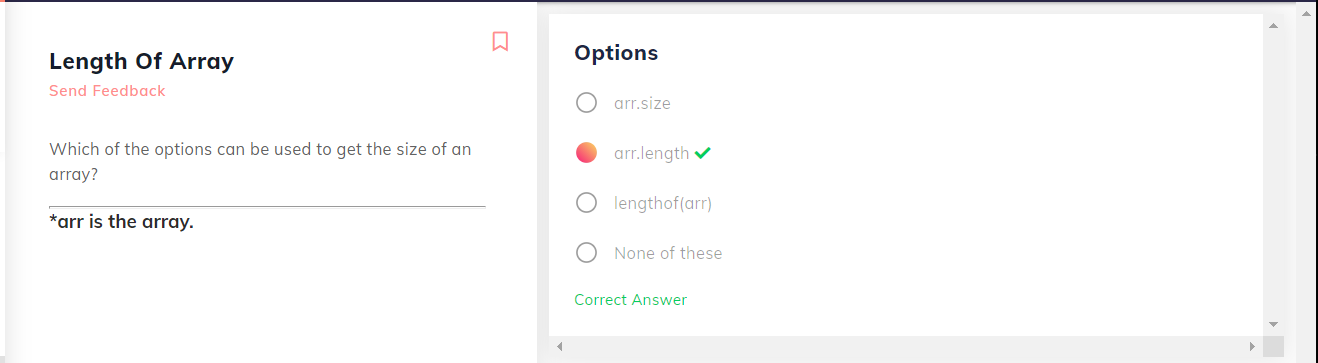 Length Of Array
Send Feedback
Which of the options can be used to get the size of an
array?
*arr is the array.
Options
arr.size
arr.length
lengthof(arr)
None of these
Correct Answer